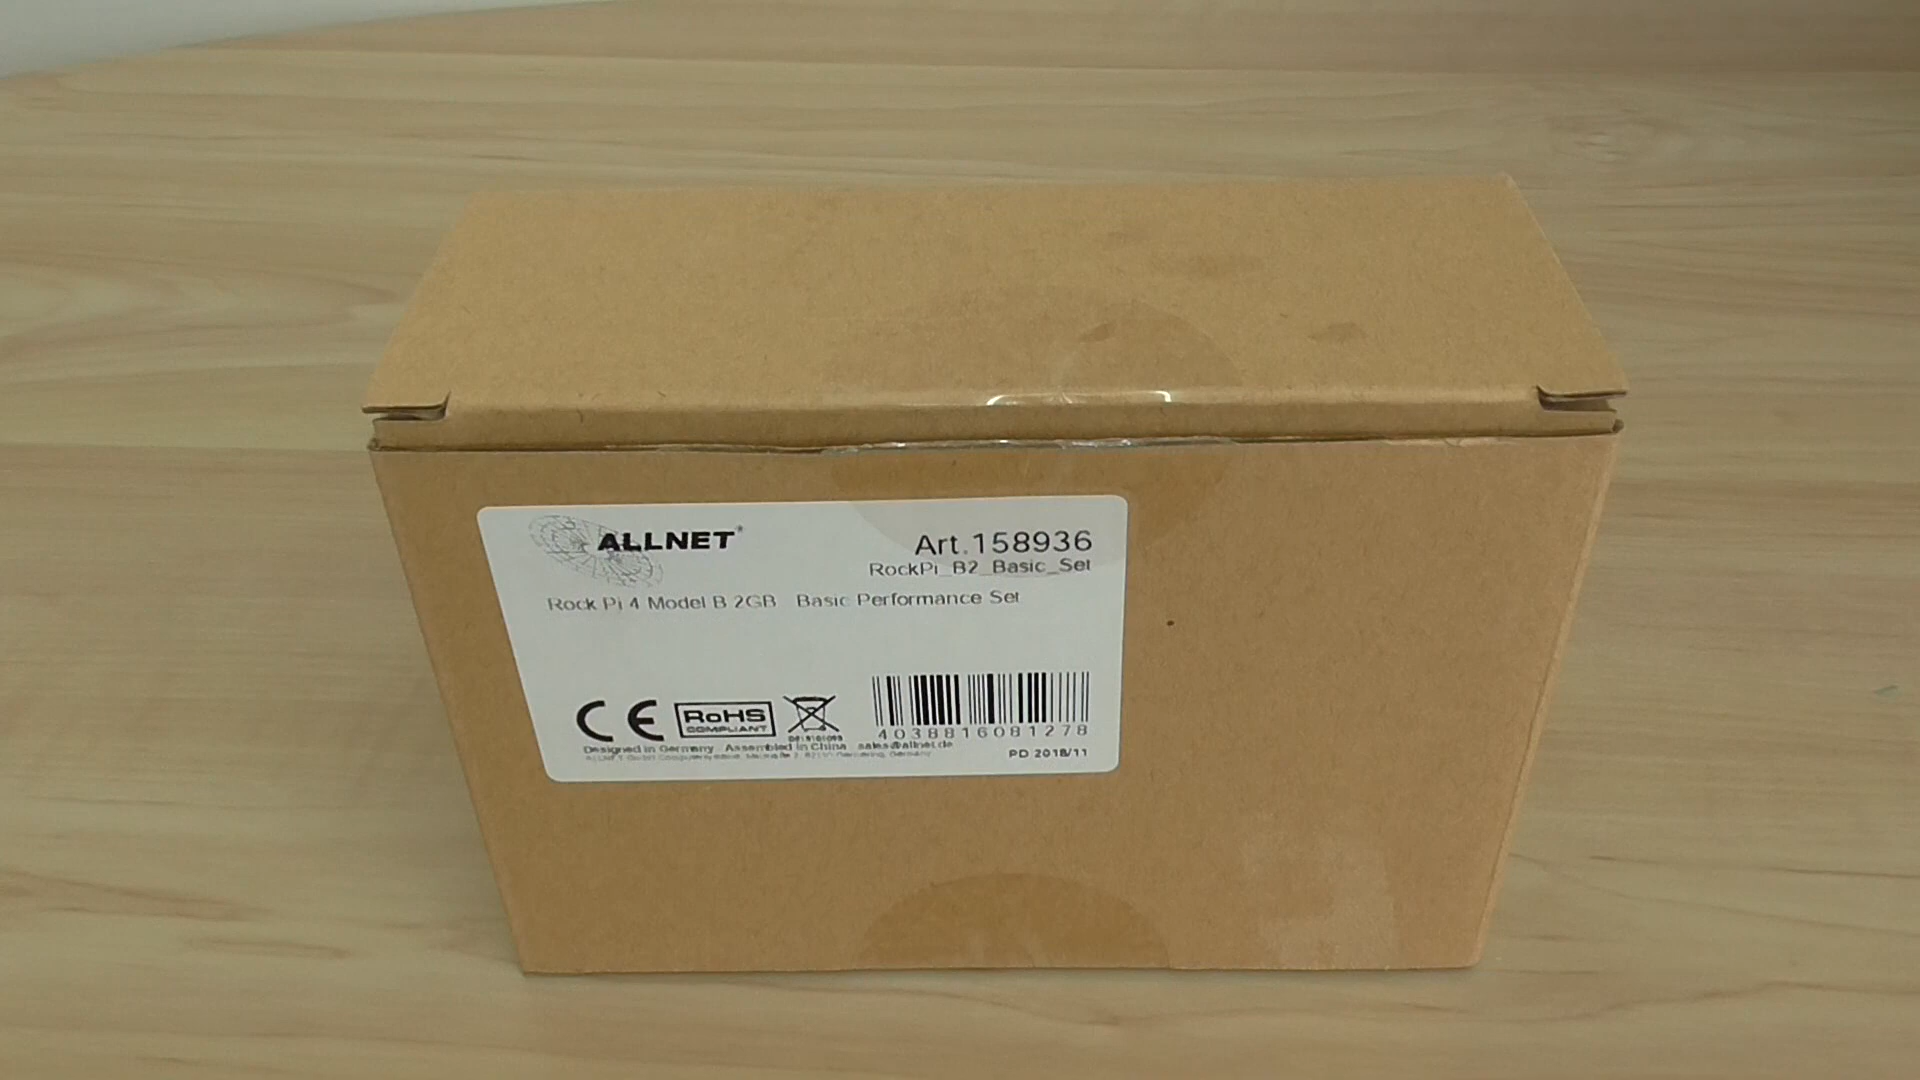 ALLNET®
Art.158936
RockPi_B2_Basic_Set
Rock Pi 4 Model B 2GB Basic Performance Set
CE
RoHS
COMPLIANT
4038816081278
Designed in Germany . Assembled in China sales@allnet.de
PD 2018/11